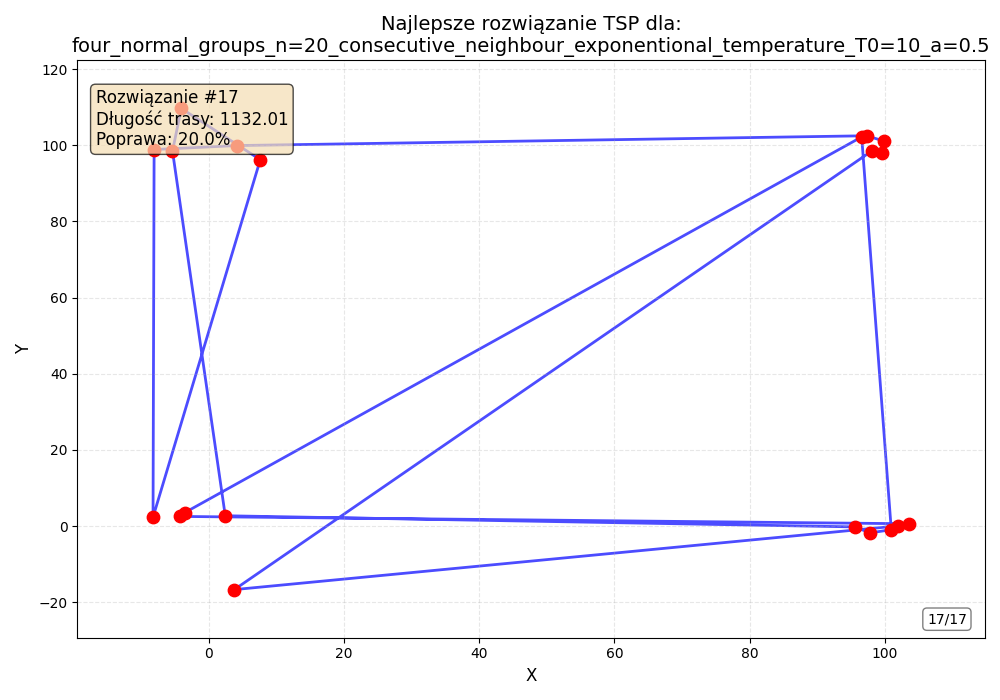 Najlepsze rozwiązanie TSP dla:
four_normal_groups_n=20_consecutive_neighbour_exponentional_temperature_T0=10_a=0.5
Rozwiązanie #17
Długość trasy: 1132.01
Poprawa: 20.0%
120
100
80
60
40
20
0
−20
Y
0
20
40
60
80
100
X
17/17